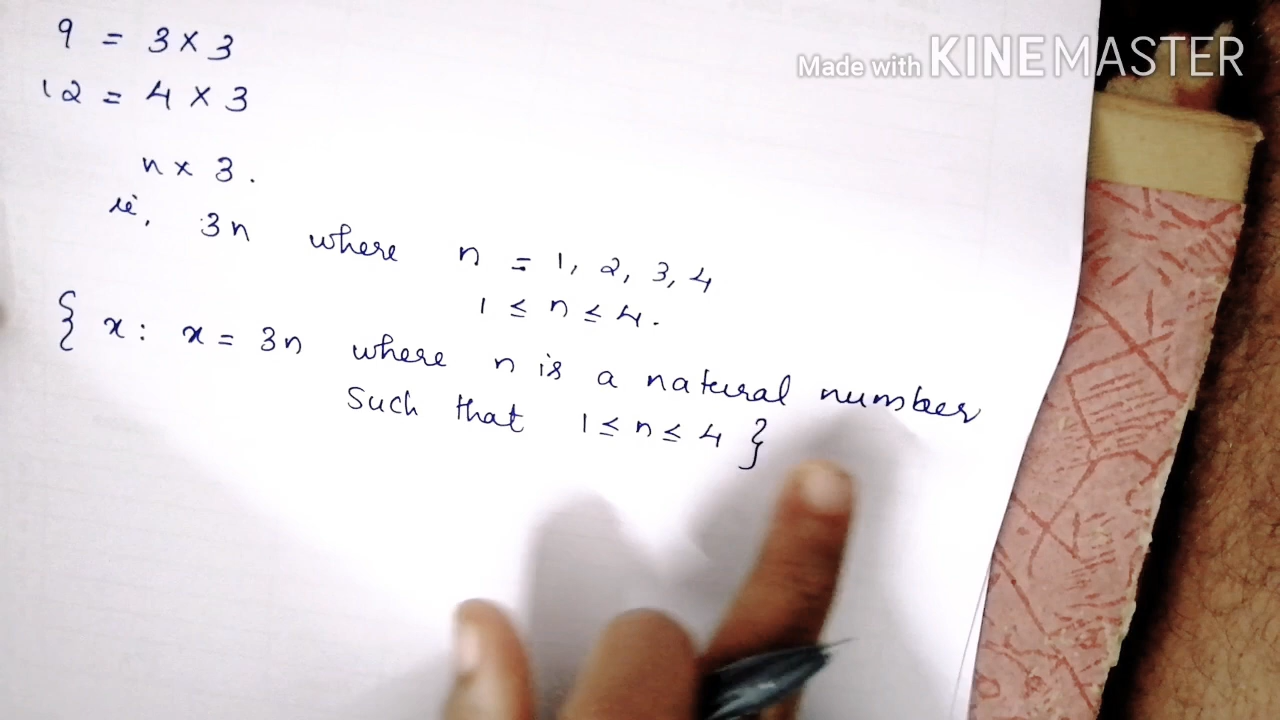 9 = 3 × 3
Made with KINEMASTER
12 = 4 × 3
n × 3.
ie, 3n where n = 1, 2, 3, 4
1 ≤ n ≤ 4.
{ x : x = 3n where n is a natural number
Such that 1 ≤ n ≤ 4 }